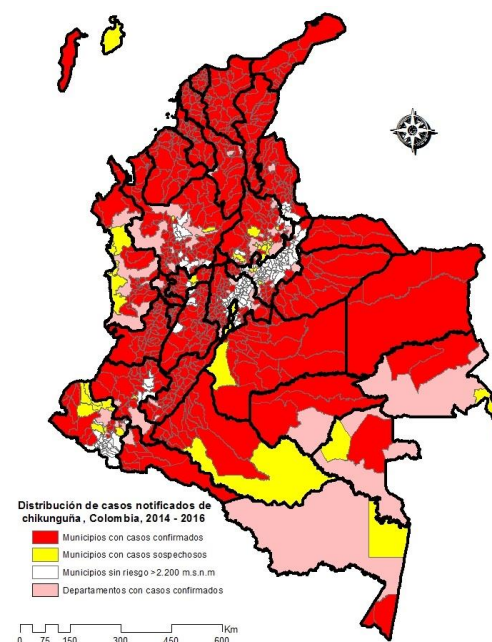 Distribución de casos notificados de
chikunguña, Colombia, 2014 - 2016
Municipios con casos confirmados
Municipios con casos sospechosos
Municipios sin riesgo >2.200 m.s.n.m
Departamentos con casos confirmados
Km
0 75 150 300 450 600